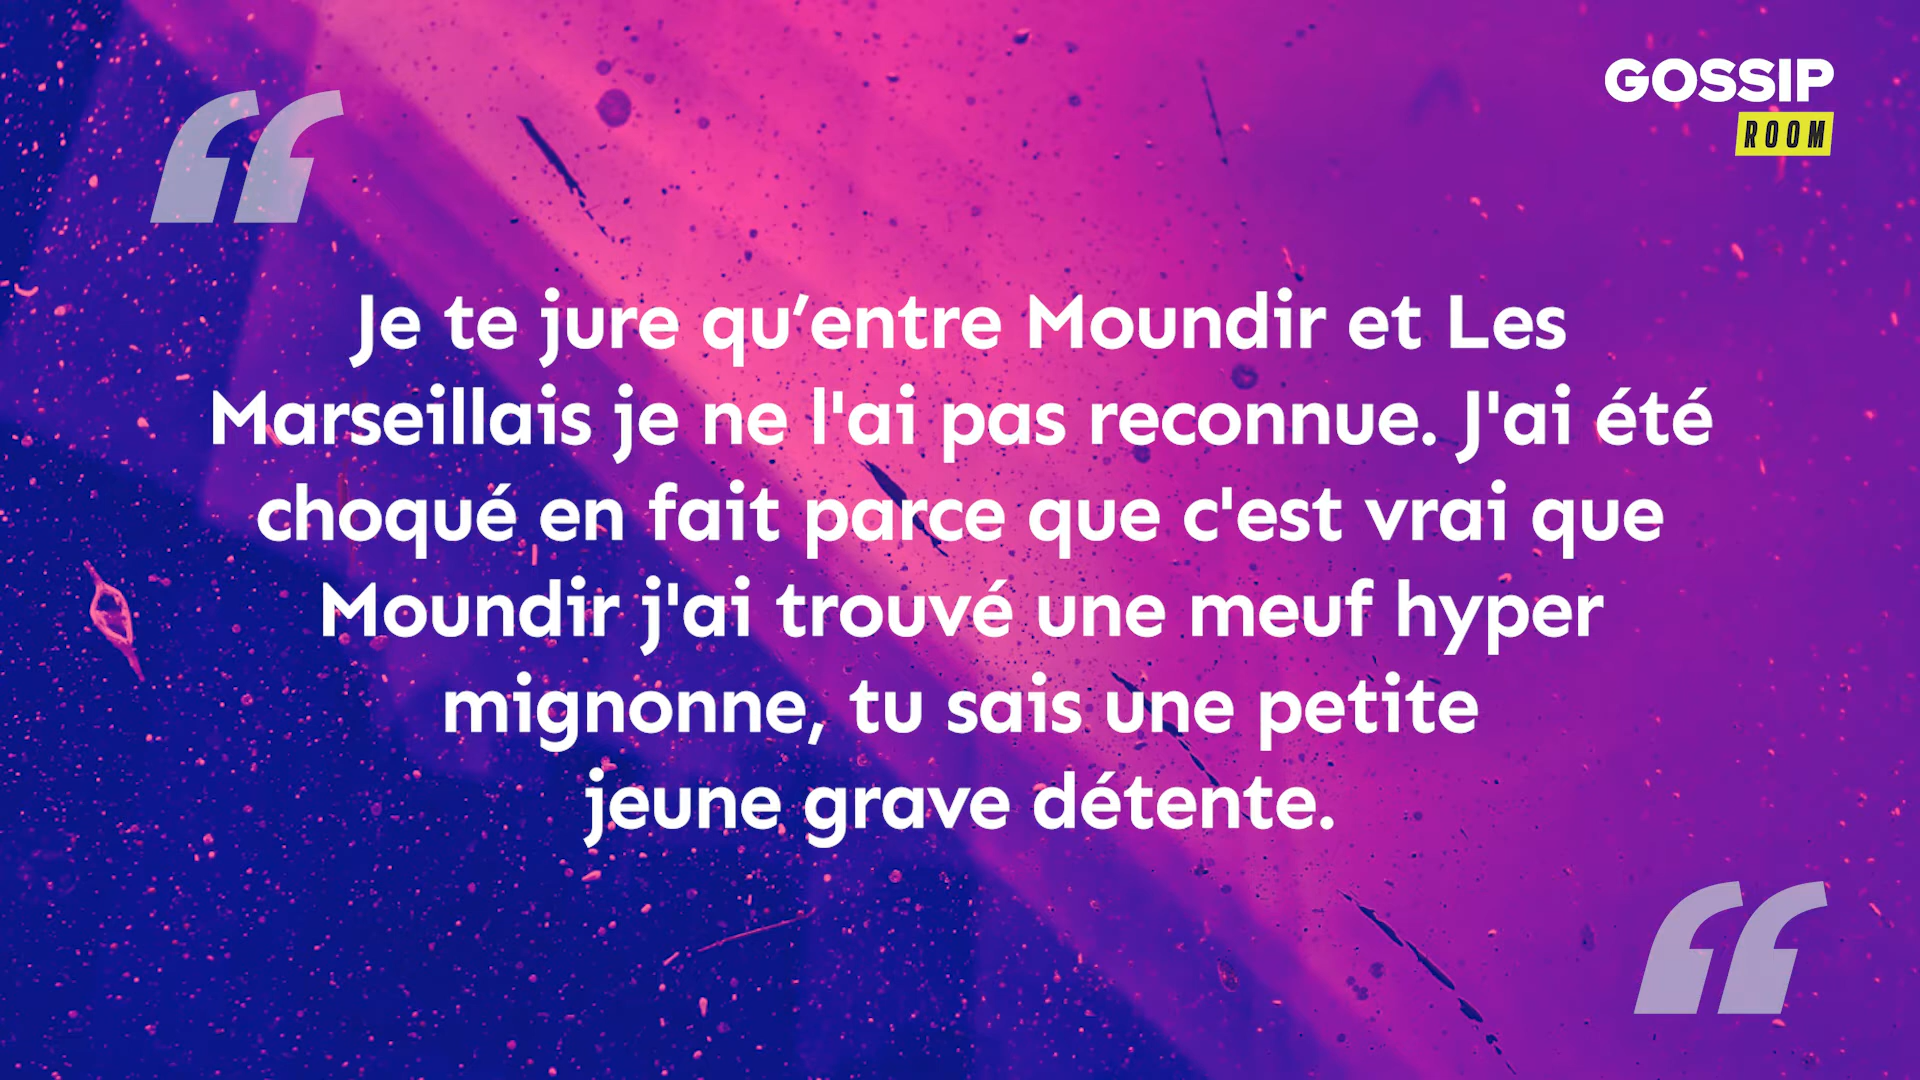 GOSSIP
ROOM
“
Je te jure qu’entre Moundir et Les
Marseillais je ne l'ai pas reconnue. J'ai été
choqué en fait parce que c'est vrai que
Moundir j'ai trouvé une meuf hyper
mignonne, tu sais une petite
jeune grave détente.
“